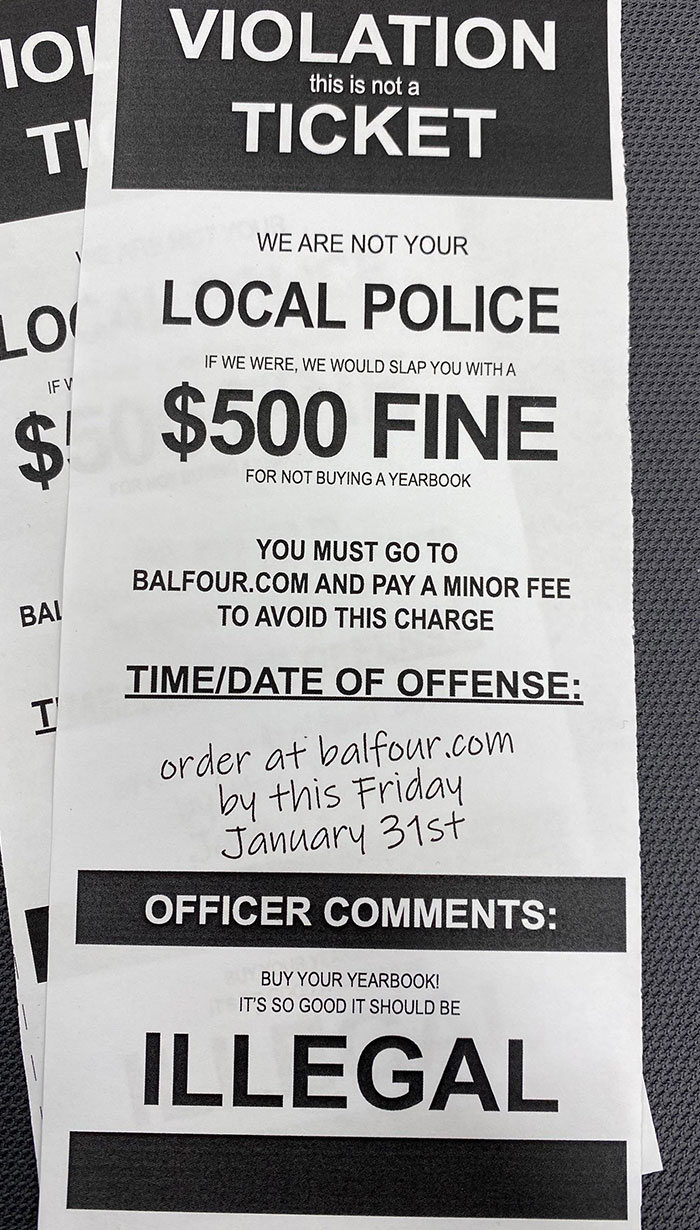 VIOLATION
this is not a
TICKET
WE ARE NOT YOUR
LOCAL POLICE
IF WE WERE, WE WOULD SLAP YOU WITH A
$500 FINE
FOR NOT BUYING A YEARBOOK
YOU MUST GO TO
BALFOUR.COM AND PAY A MINOR FEE
TO AVOID THIS CHARGE
TIME/DATE OF OFFENSE:
order at balfour.com
by this Friday
January 31st
OFFICER COMMENTS:
BUY YOUR YEARBOOK!
IT'S SO GOOD IT SHOULD BE
ILLEGAL